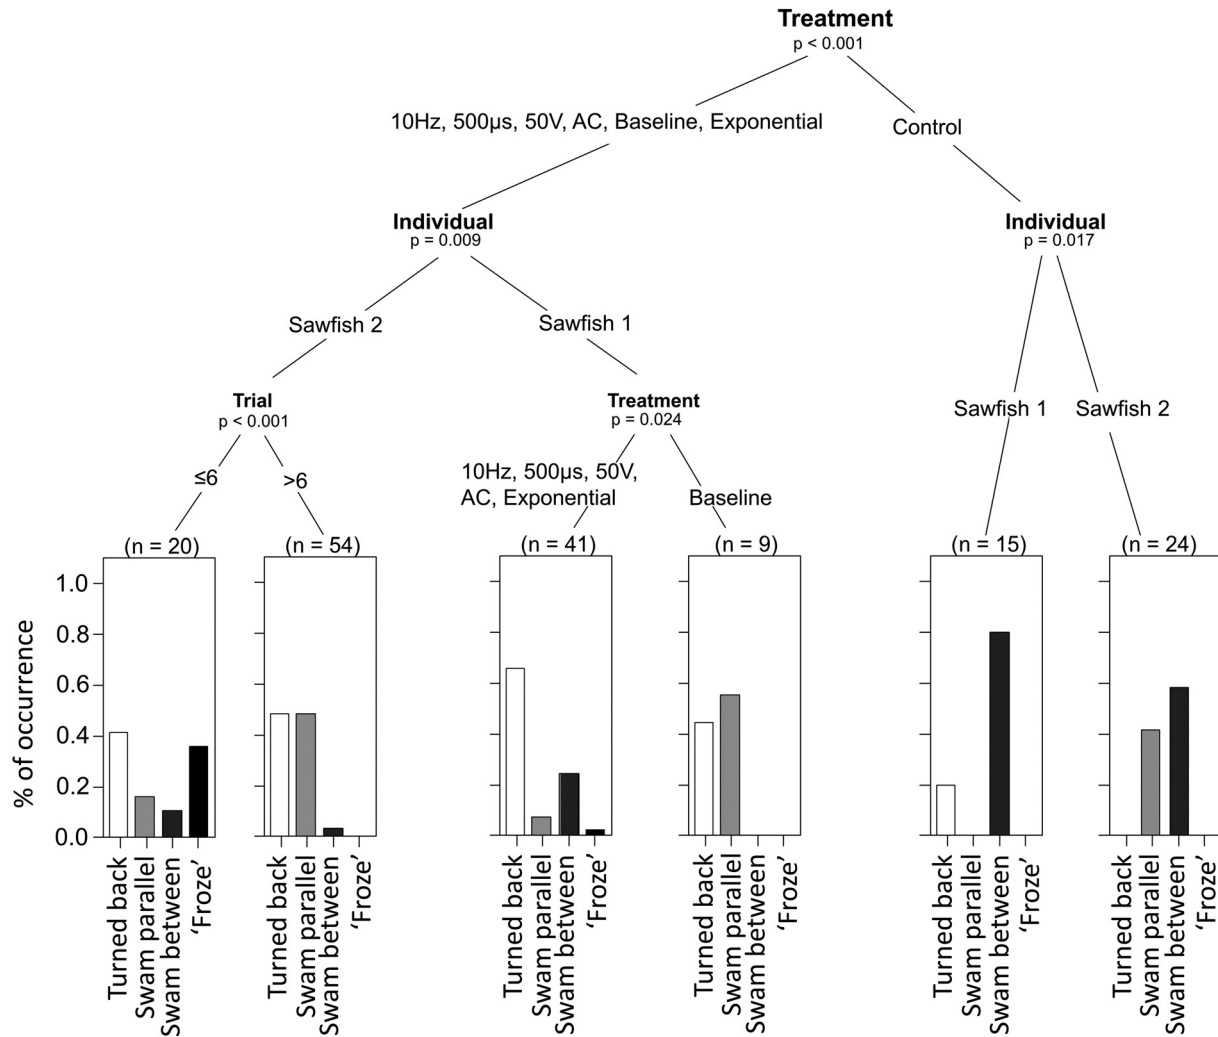 Treatment
p < 0.001
10Hz, 500µs, 50V, AC, Baseline, Exponential
Control
Individual
p = 0.009
Individual
p = 0.017
Sawfish 2
Sawfish 1
Trial
p < 0.001
Treatment
p = 0.024
Sawfish 1
Sawfish 2
≤6
>6
10Hz, 500µs, 50V,
AC, Exponential
Baseline
(n = 20)
(n = 54)
(n = 41)
(n = 9)
(n = 15)
(n = 24)
% of occurrence
1.0
0.8
0.6
0.4
0.2
0.0
Turned back
Swam parallel
Swam between
‘Froze’
Turned back
Swam parallel
Swam between
‘Froze’
Turned back
Swam parallel
Swam between
‘Froze’
Turned back
Swam parallel
Swam between
‘Froze’
Turned back
Swam parallel
Swam between
‘Froze’
Turned back
Swam parallel
Swam between
‘Froze’